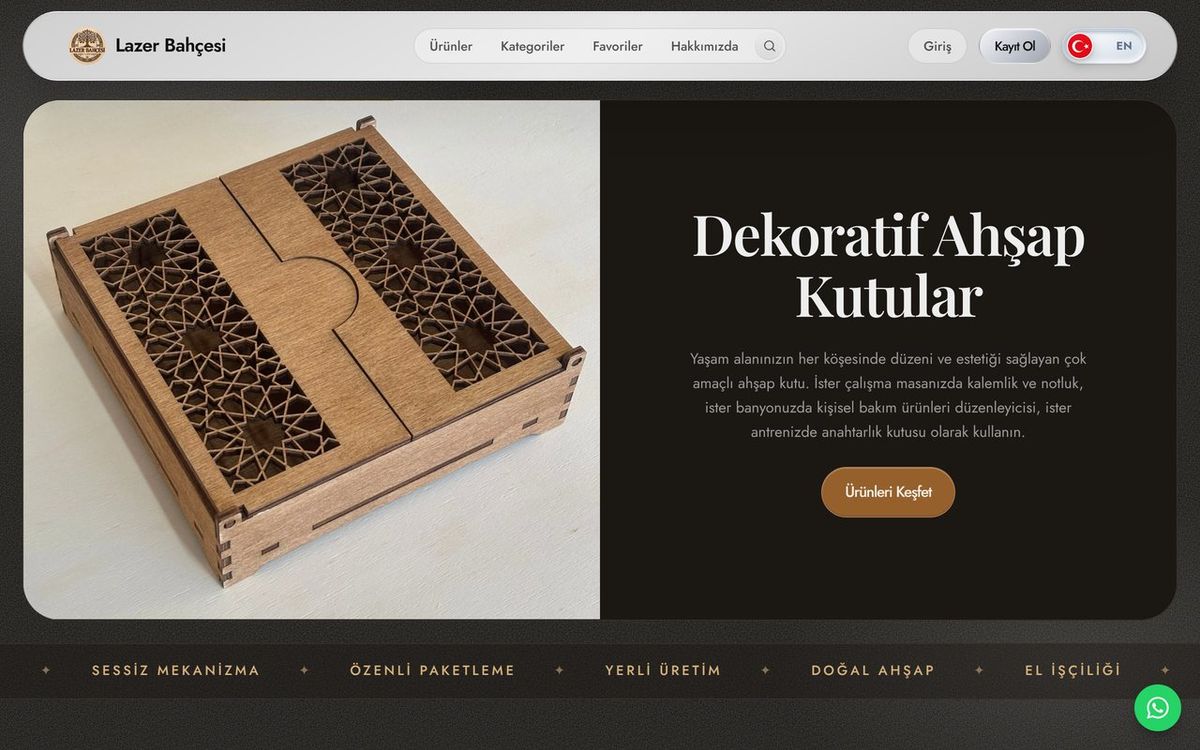 LAZER BAHÇESİ
Lazer Bahçesi
Ürünler
Kategoriler
Favoriler
Hakkımızda
Giriş
Kayıt Ol
EN
Dekoratif Ahşap
Kutular
Yaşam alanınızın her köşesinde düzeni ve estetiği sağlayan çok
amaçlı ahşap kutu. İster çalışma masanızda kalemlik ve notluk,
ister banyonuzda kişisel bakım ürünleri düzenleyicisi, ister
antrenizde anahtarlık kutusu olarak kullanın.
Ürünleri Keşfet
SESSİZ MEKANİZMA
ÖZENLİ PAKETLEME
YERLİ ÜRETİM
DOĞAL AHŞAP
EL İŞÇİLİĞİ